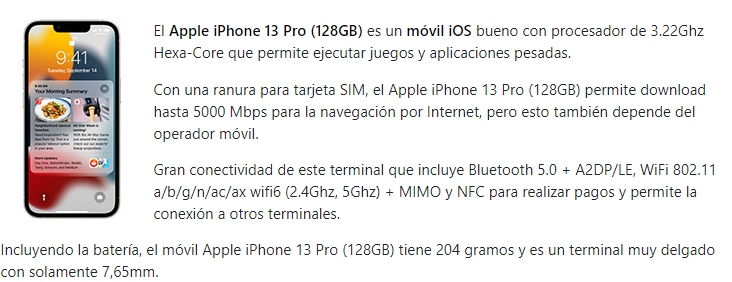 9:41
Tuesday, September 14
Your Morning Summary
El Apple iPhone 13 Pro (128GB) es un móvil iOS bueno con procesador de 3.22Ghz
Hexa-Core que permite ejecutar juegos y aplicaciones pesadas.
Con una ranura para tarjeta SIM, el Apple iPhone 13 Pro (128GB) permite download
hasta 5000 Mbps para la navegación por Internet, pero esto también depende del
operador móvil.
Gran conectividad de este terminal que incluye Bluetooth 5.0 + A2DP/LE, WiFi 802.11
a/b/g/n/ac/ax wifi6 (2.4Ghz, 5Ghz) + MIMO y NFC para realizar pagos y permite la
conexión a otros terminales.
Incluyendo la batería, el móvil Apple iPhone 13 Pro (128GB) tiene 204 gramos y es un terminal muy delgado
con solamente 7,65mm.